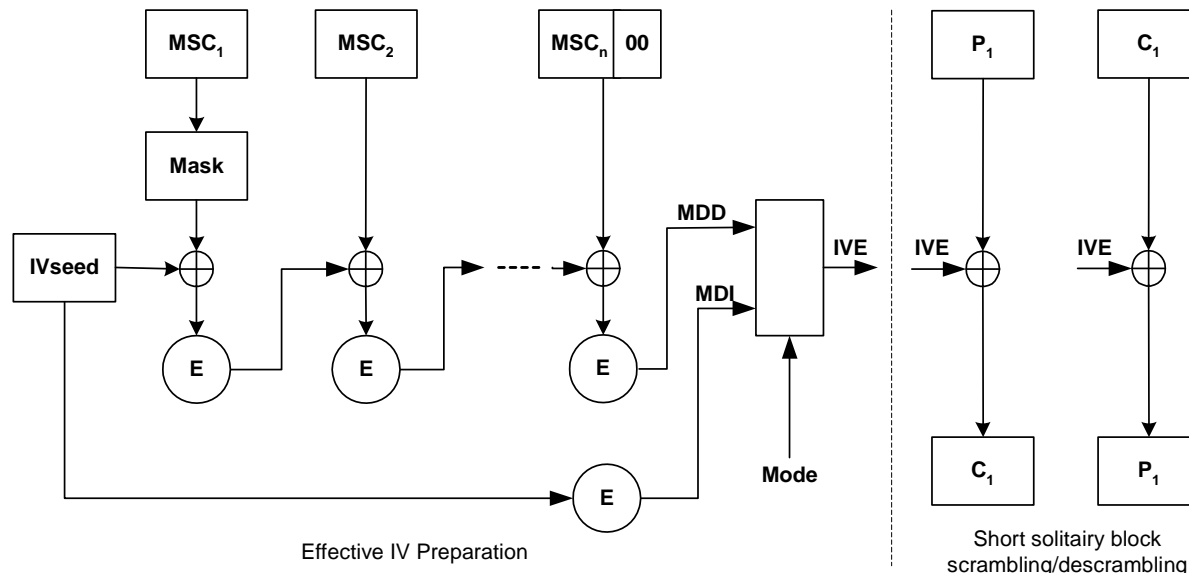 MSC1 MSC2 MSCn 00 P1 C1
Mask
MDD
IVseed IVE IVE IVE
MDI
E E E
Mode C1 P1
E
Effective IV Preparation
Short solitairy block
scrambling/descrambling